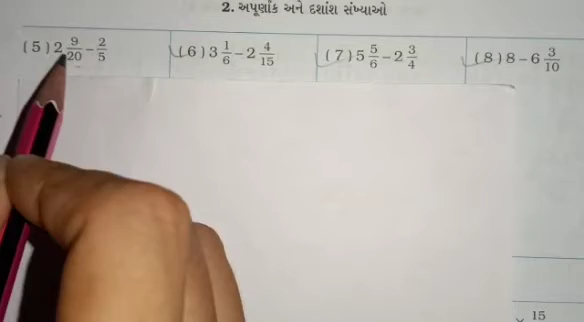 2. અપૂર્ણાંક અને દશાંશ સંખ્યાઓ
(5) 2 9/20 - 2/5 (6) 3 1/6 - 2 4/15 (7) 5 5/6 - 2 3/4 (8) 8 - 6 3/10
15